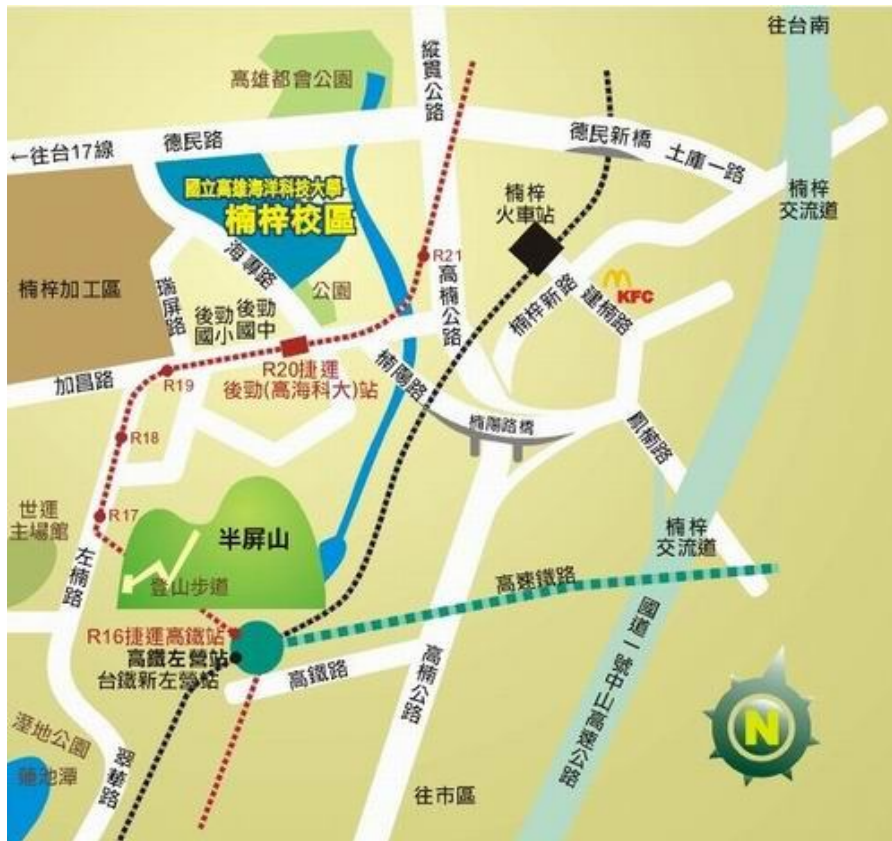 往台南
縱貫公路
高雄都會公園
德民新橋
德民路
←往台17線
土庫一路
國立高雄海洋科技大學
楠梓校區
楠梓
火車站
楠梓
交流道
海專路
R21
高楠公路
公園
楠梓加工區
瑞屏路
後勁
國小
後勁
國中
KFC
楠梓新路
建楠路
R20捷運
後勁(高海科大)站
楠陽路
R19
加昌路
楠陽路橋
鳳楠路
R18
R17
世運
主場館
半屏山
楠梓
交流道
左楠路
登山步道
高速鐵路
R16捷運高鐵站
高鐵左營站
台鐵新左營站
高鐵路
高楠公路
國道一號中山高速公路
溼地公園
翠華路
蓮池潭
往市區
N